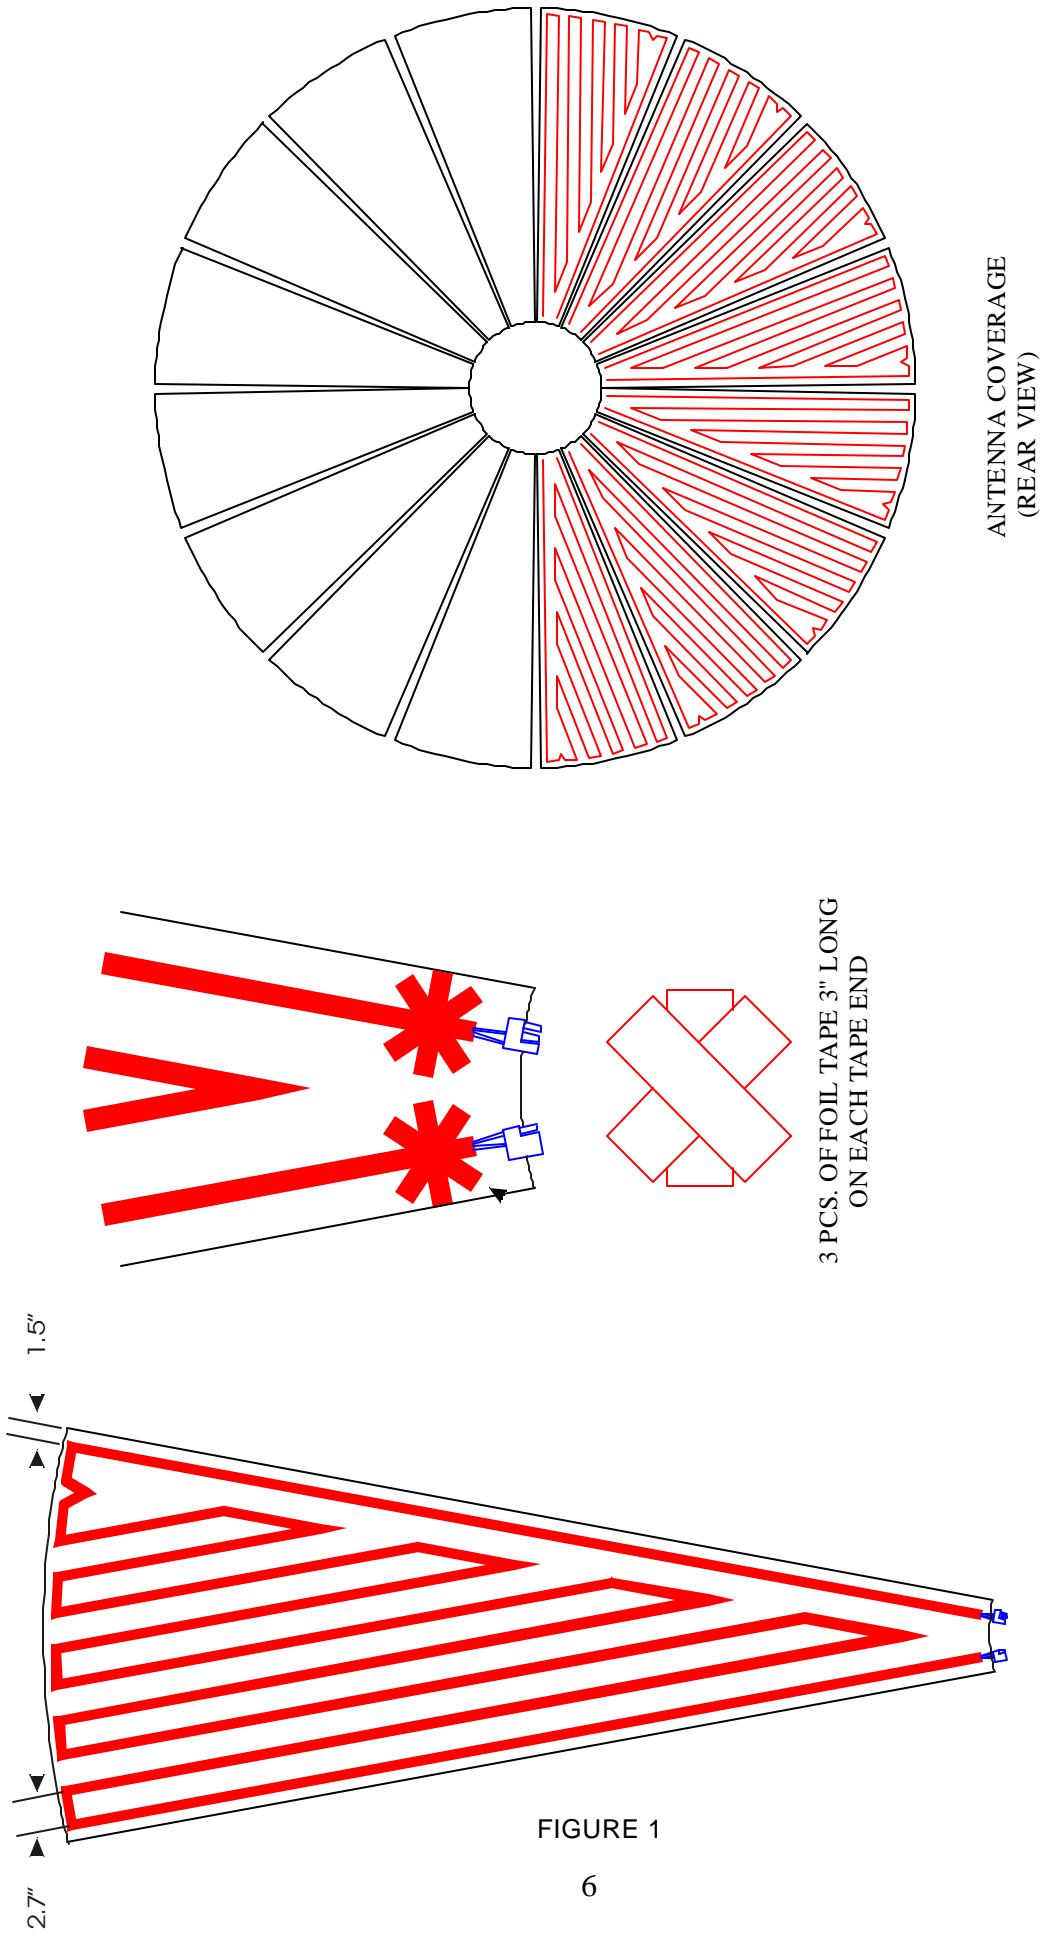 ANTENNA COVERAGE
(REAR VIEW)
3 PCS. OF FOIL TAPE 3" LONG
ON EACH TAPE END
1.5"
2.7"
FIGURE 1
6